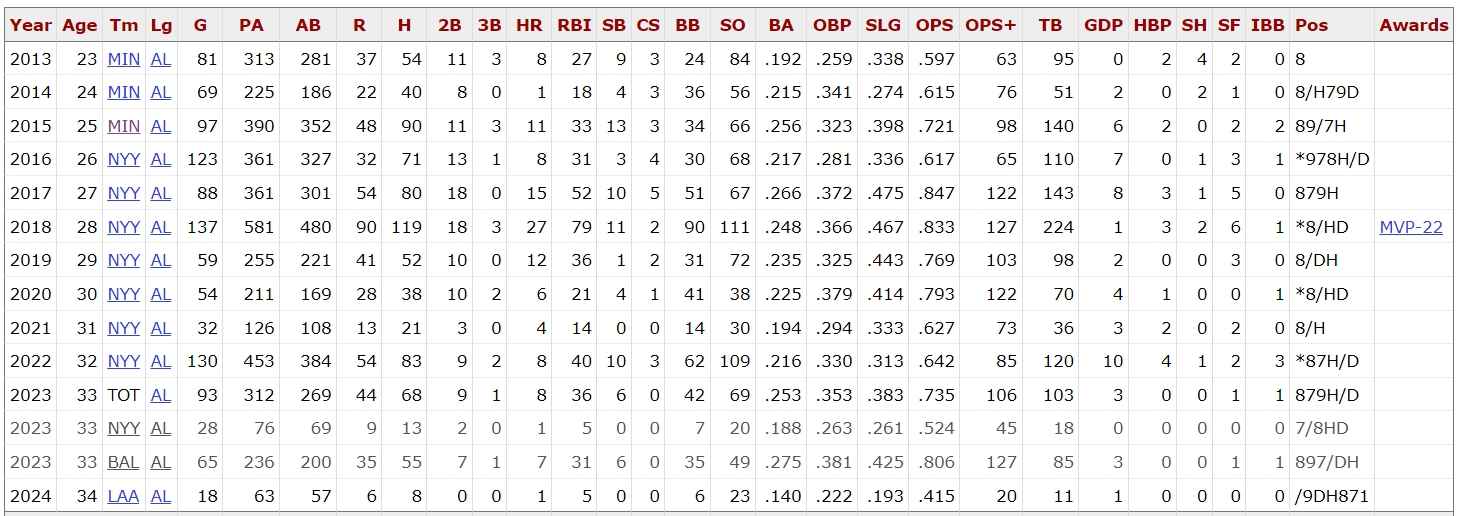 Year Age Tm Lg G PA AB R H 2B 3B HR RBI SB CS BB SO BA OBP SLG OPS OPS+ TB GDP HBP SH SF IBB Pos Awards
2013 23 MIN AL 81 313 281 37 54 11 3 8 27 9 3 24 84 .192 .259 .338 .597 63 95 0 2 4 2 0 8
2014 24 MIN AL 69 225 186 22 40 8 0 1 18 4 3 36 56 .215 .341 .274 .615 76 51 2 0 2 1 0 8/H79D
2015 25 MIN AL 97 390 352 48 90 11 3 11 33 13 3 34 66 .256 .323 .398 .721 98 140 6 2 0 2 2 89/7H
2016 26 NYY AL 123 361 327 32 71 13 1 8 31 3 4 30 68 .217 .281 .336 .617 65 110 7 0 1 3 1 *978H/D
2017 27 NYY AL 88 361 301 54 80 18 0 15 52 10 5 51 67 .266 .372 .475 .847 122 143 8 3 1 5 0 879H
2018 28 NYY AL 137 581 480 90 119 18 3 27 79 11 2 90 111 .248 .366 .467 .833 127 224 1 3 2 6 1 *8/HD MVP-22
2019 29 NYY AL 59 255 221 41 52 10 0 12 36 1 2 31 72 .235 .325 .443 .769 103 98 2 0 0 3 0 8/DH
2020 30 NYY AL 54 211 169 28 38 10 2 6 21 4 1 41 38 .225 .379 .414 .793 122 70 4 1 0 0 1 *8/HD
2021 31 NYY AL 32 126 108 13 21 3 0 4 14 0 0 14 30 .194 .294 .333 .627 73 36 3 2 0 2 0 8/H
2022 32 NYY AL 130 453 384 54 83 9 2 8 40 10 3 62 109 .216 .330 .313 .642 85 120 10 4 1 2 3 *87H/D
2023 33 TOT AL 93 312 269 44 68 9 1 8 36 6 0 42 69 .253 .353 .383 .735 106 103 3 0 0 1 1 879H/D
2023 33 NYY AL 28 76 69 9 13 2 0 1 5 0 0 7 20 .188 .263 .261 .524 45 18 0 0 0 0 0 7/8HD
2023 33 BAL AL 65 236 200 35 55 7 1 7 31 6 0 35 49 .275 .381 .425 .806 127 85 3 0 0 1 1 897/DH
2024 34 LAA AL 18 63 57 6 8 0 0 1 5 0 0 6 23 .140 .222 .193 .415 20 11 1 0 0 0 0 /9DH871